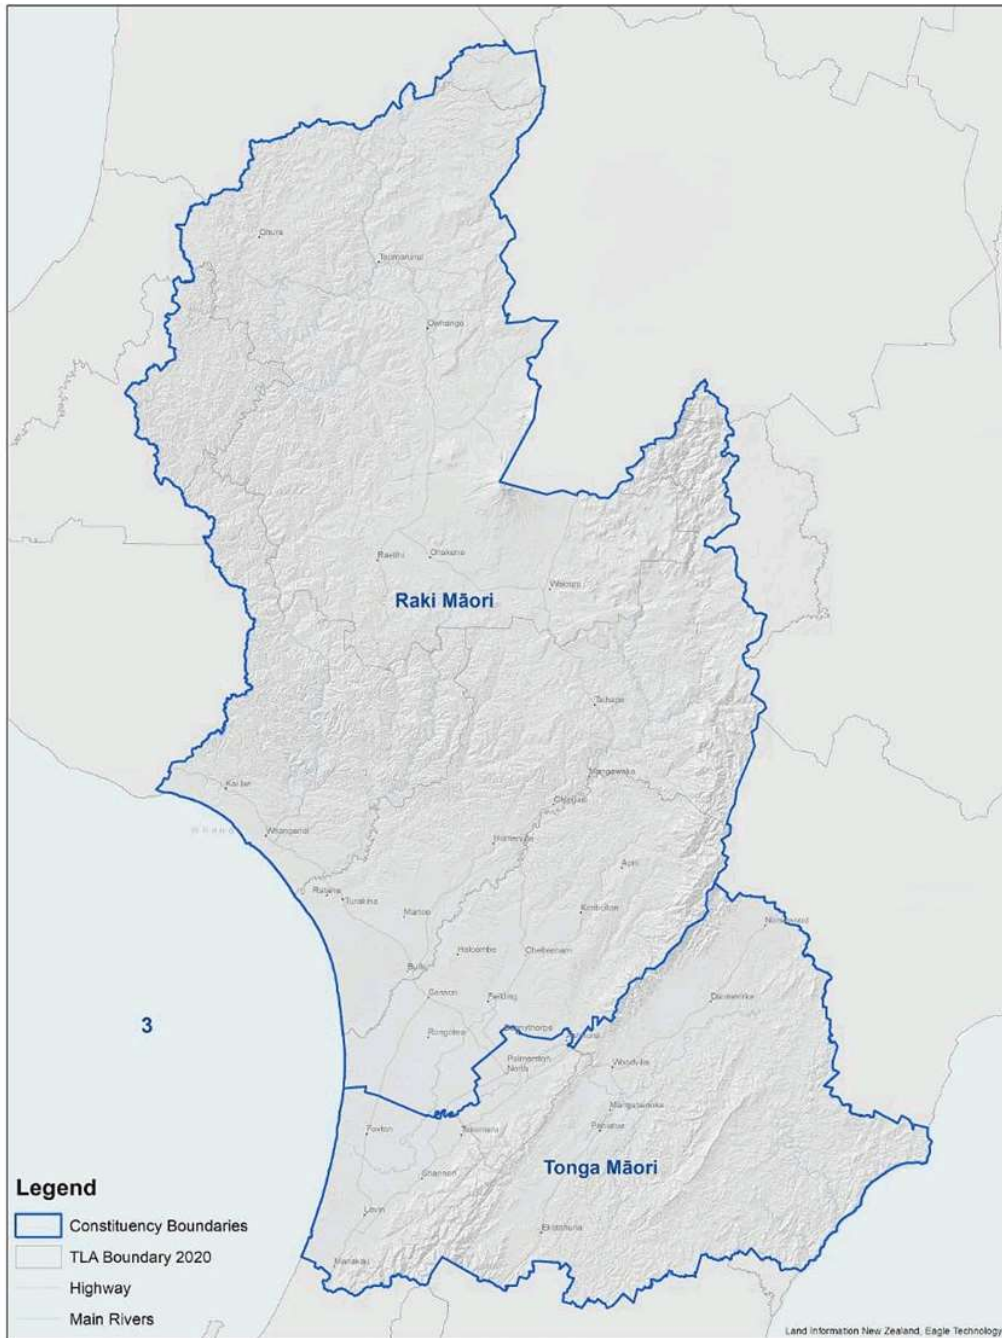 Ohura
Taumarunui
Owhango
Raetihi
Ohakune
Waiouru
Raki Māori
Taihape
Mangaweka
Kai Iwi
Ohingaiti
Whanganui
Hunterville
Apiti
Ratana
Turakina
Kimbolton
Marton
Norsewood
Halcombe
Cheltenham
Bulls
Sanson
Feilding
Dannevirke
3
Rongotea
Bunnythorpe
Ashhurst
Palmerston
North
Woodville
Mangatainoka
Foxton
Tokomaru
Pahiatua
Tonga Māori
Shannon
Legend
Levin
Constituency Boundaries
Eketahuna
TLA Boundary 2020
Manakau
Highway
Main Rivers
Land Information New Zealand, Eagle Technology